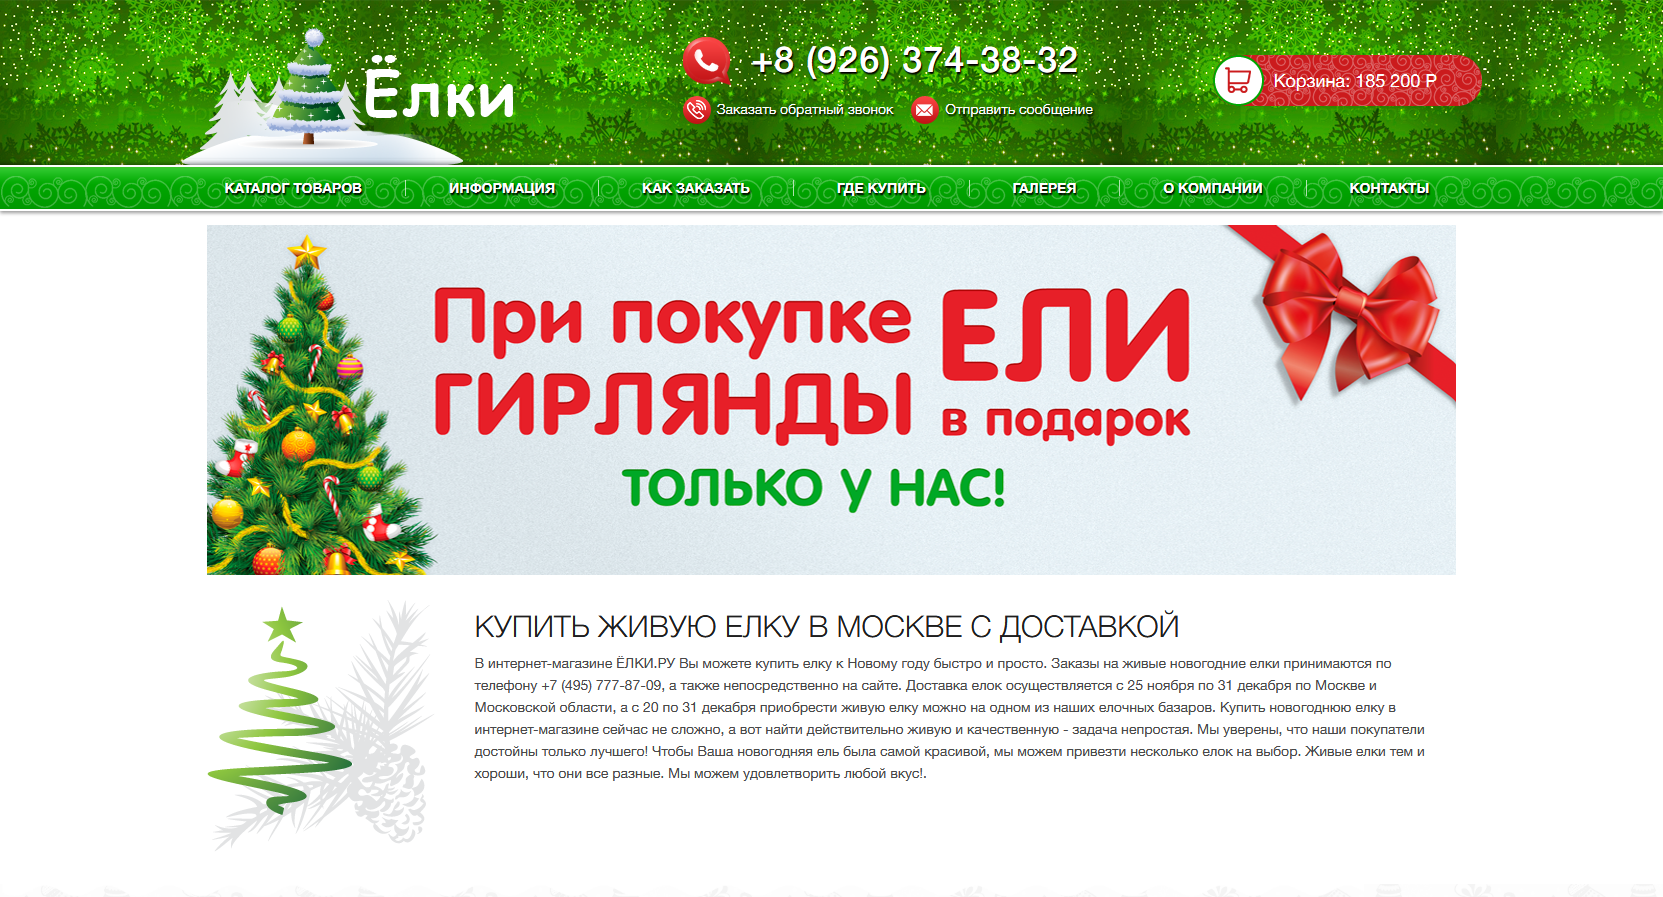 Ёлки
+8 (926) 374-38-32
Заказать обратный звонок
Отправить сообщение
Корзина: 185 200 Р
КАТАЛОГ ТОВАРОВ
ИНФОРМАЦИЯ
КАК ЗАКАЗАТЬ
ГДЕ КУПИТЬ
ГАЛЕРЕЯ
О КОМПАНИИ
КОНТАКТЫ
При покупке
ГИРЛЯНДЫ
ЕЛИ
в подарок
ТОЛЬКО У НАС!
КУПИТЬ ЖИВУЮ ЕЛКУ В МОСКВЕ С ДОСТАВКОЙ
В интернет-магазине ЁЛКИ.РУ Вы можете купить елку к Новому году быстро и просто. Заказы на живые новогодние елки принимаются по
телефону +7 (495) 777-87-09, а также непосредственно на сайте. Доставка елок осуществляется с 25 ноября по 31 декабря по Москве и
Московской области, а с 20 по 31 декабря приобрести живую елку можно на одном из наших елочных базаров. Купить новогоднюю елку в
интернет-магазине сейчас не сложно, а вот найти действительно живую и качественную - задача непростая. Мы уверены, что наши покупатели
достойны только лучшего! Чтобы Ваша новогодняя ель была самой красивой, мы можем привезти несколько елок на выбор. Живые елки тем и
хороши, что они все разные. Мы можем удовлетворить любой вкус!.